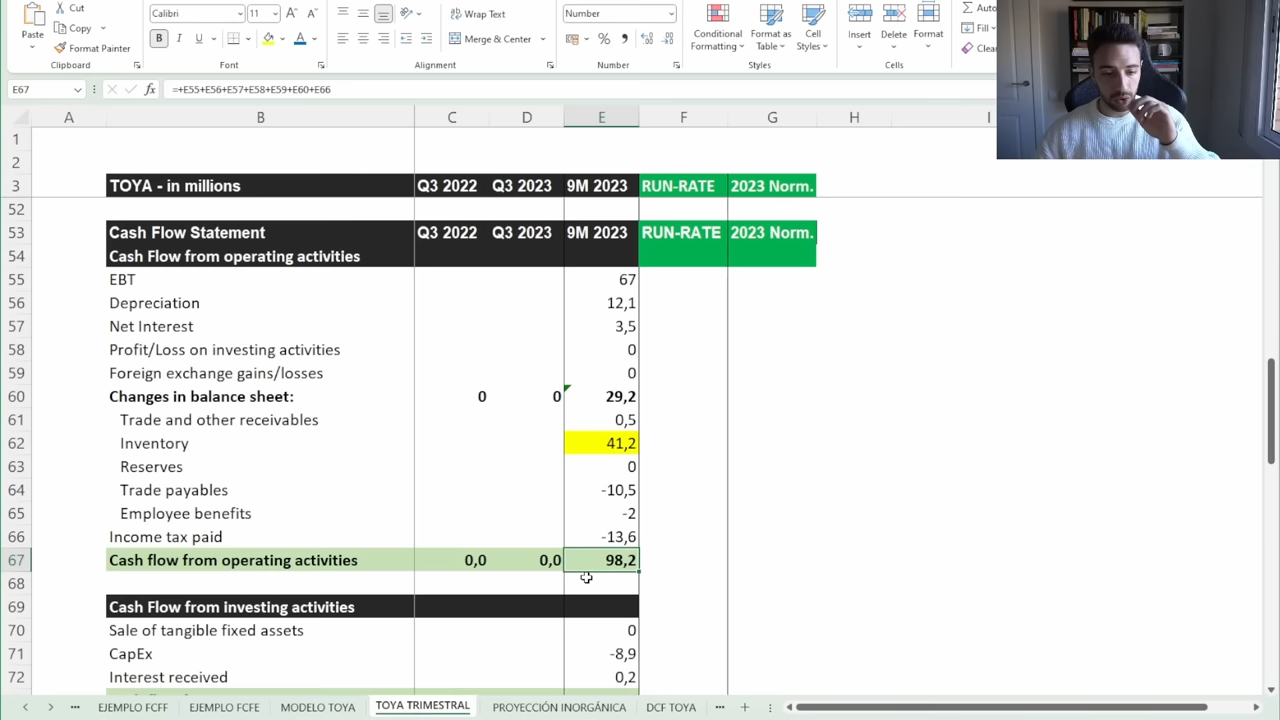 Cut
Copy
Paste
Format Painter
Clipboard
Calibri 11
B I U
Font
Wrap Text
Merge & Center
Alignment
Number
Number
Conditional Formatting
Format as Table
Cell Styles
Styles
Insert
Delete
Format
Cells
Fill
E67
fx =+E55+E56+E57+E58+E59+E60+E66
A B C D E F G H I
1
2
3 TOYA - in millions Q3 2022 Q3 2023 9M 2023 RUN-RATE 2023 Norm.
52
53 Cash Flow Statement Q3 2022 Q3 2023 9M 2023 RUN-RATE 2023 Norm.
54 Cash Flow from operating activities
55 EBT 67
56 Depreciation 12,1
57 Net Interest 3,5
58 Profit/Loss on investing activities 0
59 Foreign exchange gains/losses 0
60 Changes in balance sheet: 0 0 29,2
61 Trade and other receivables 0,5
62 Inventory 41,2
63 Reserves 0
64 Trade payables -10,5
65 Employee benefits -2
66 Income tax paid -13,6
67 Cash flow from operating activities 0,0 0,0 98,2
68
69 Cash Flow from investing activities
70 Sale of tangible fixed assets 0
71 CapEx -8,9
72 Interest received 0,2
EJEMPLO FCFF EJEMPLO FCFE MODELO TOYA TOYA TRIMESTRAL PROYECCIÓN INORGÁNICA DCF TOYA